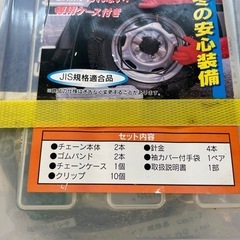 専用ケース付き
冬の安心装備
JIS規格適合品
セット内容
●チェーン本体 2本
●ゴムバンド 2本
●チェーンケース 1個
●クリップ 10個
●針金 4本
●袖カバー付手袋 1ペア
●取扱説明書 1部